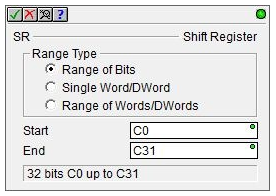 ?
SR Shift Register
Range Type
Range of Bits
Single Word/DWord
Range of Words/DWords
Start C0
End C31
32 bits C0 up to C31